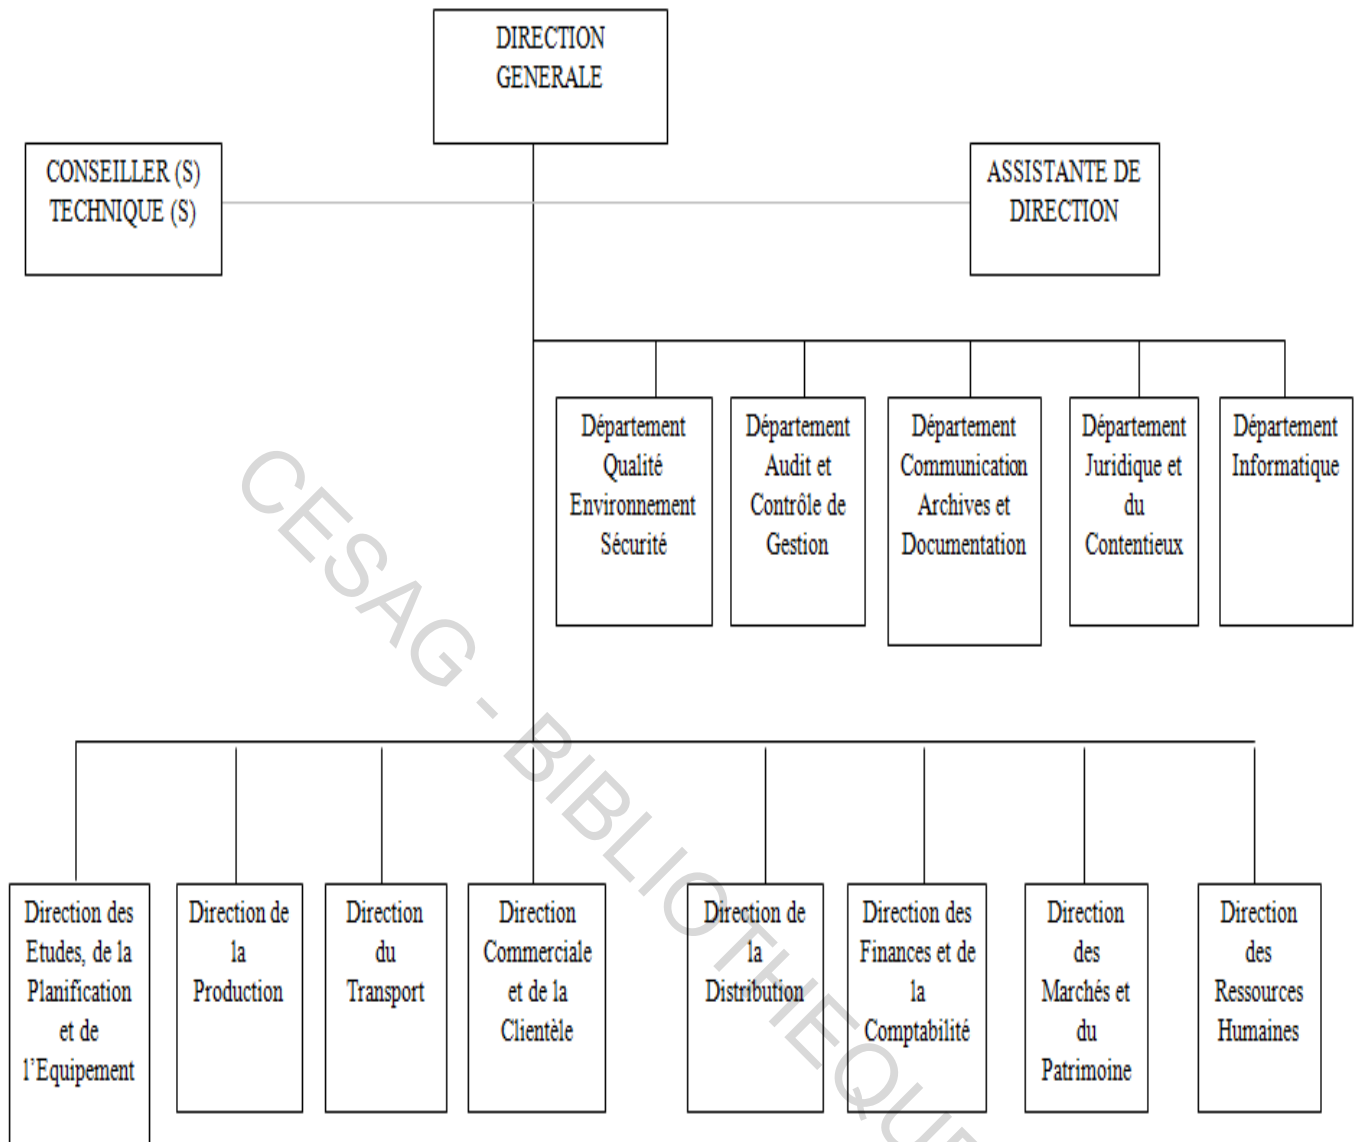 DIRECTION
GENERALE
CONSEILLER (S)
TECHNIQUE (S)
ASSISTANTE DE
DIRECTION
Département
Qualité
Environnement
Sécurité
Département
Audit et
Contrôle de
Gestion
Département
Communication
Archives et
Documentation
Département
Juridique et
du
Contentieux
Département
Informatique
Direction des
Etudes, de la
Planification
et de
l’Equipement
Direction de
la
Production
Direction
du
Transport
Direction
Commerciale
et de la
Clientèle
Direction de
la
Distribution
Direction des
Finances et de
la
Comptabilité
Direction
des
Marchés et
du
Patrimoine
Direction
des
Ressources
Humaines
CESAG - BIBLIOTHEQUE